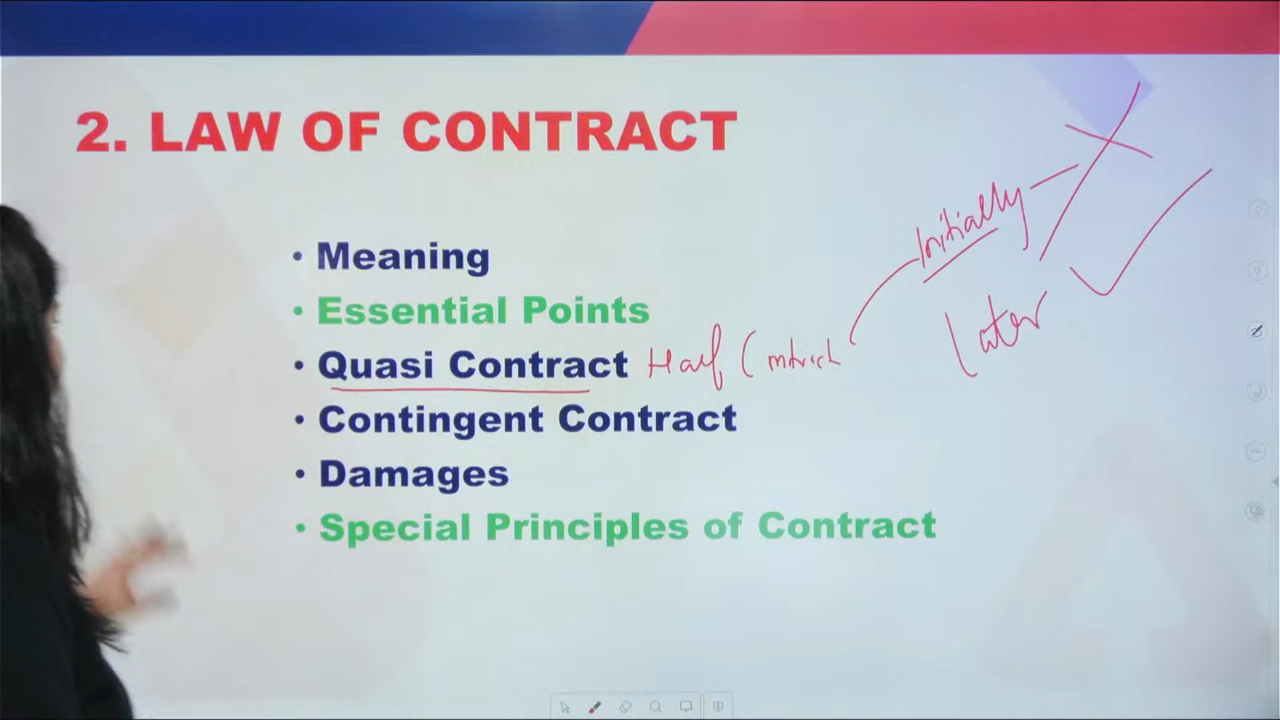 2. LAW OF CONTRACT
• Meaning
• Essential Points
• Quasi Contract Half Contract
Initially
Later
• Contingent Contract
• Damages
• Special Principles of Contract